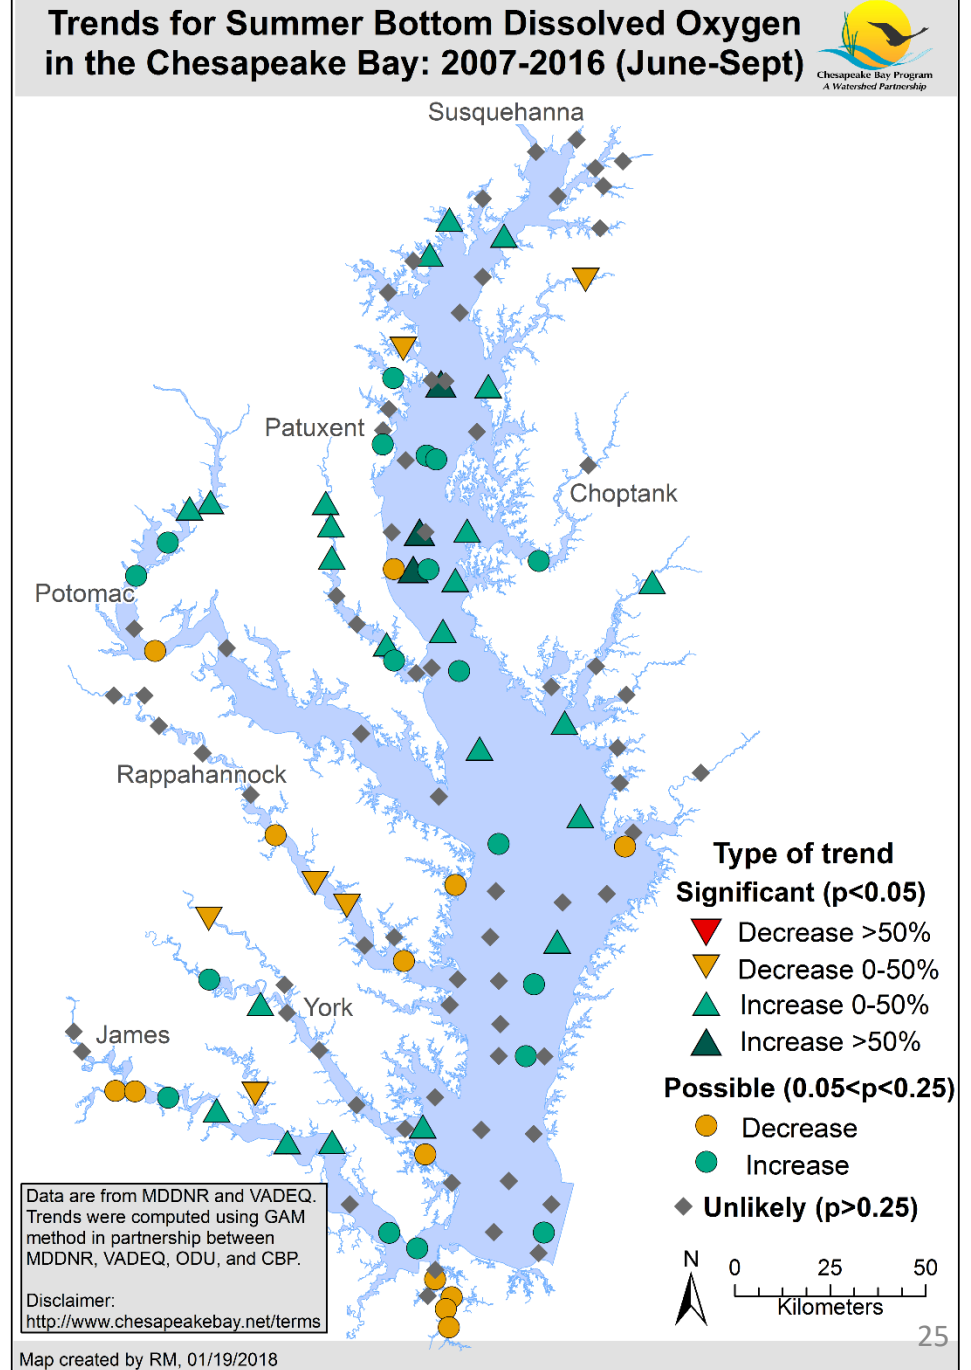 Trends for Summer Bottom Dissolved Oxygen
in the Chesapeake Bay: 2007-2016 (June-Sept)
Chesapeake Bay Program
A Watershed Partnership
Susquehanna
Patuxent
Choptank
Potomac
Rappahannock
York
James
Type of trend
Significant (p<0.05)
Decrease >50%
Decrease 0-50%
Increase 0-50%
Increase >50%
Possible (0.05<p<0.25)
Decrease
Increase
Unlikely (p>0.25)
Data are from MDDNR and VADEQ.
Trends were computed using GAM
method in partnership between
MDDNR, VADEQ, ODU, and CBP.
Disclaimer:
http://www.chesapeakebay.net/terms
N
0 25 50
Kilometers
25
Map created by RM, 01/19/2018